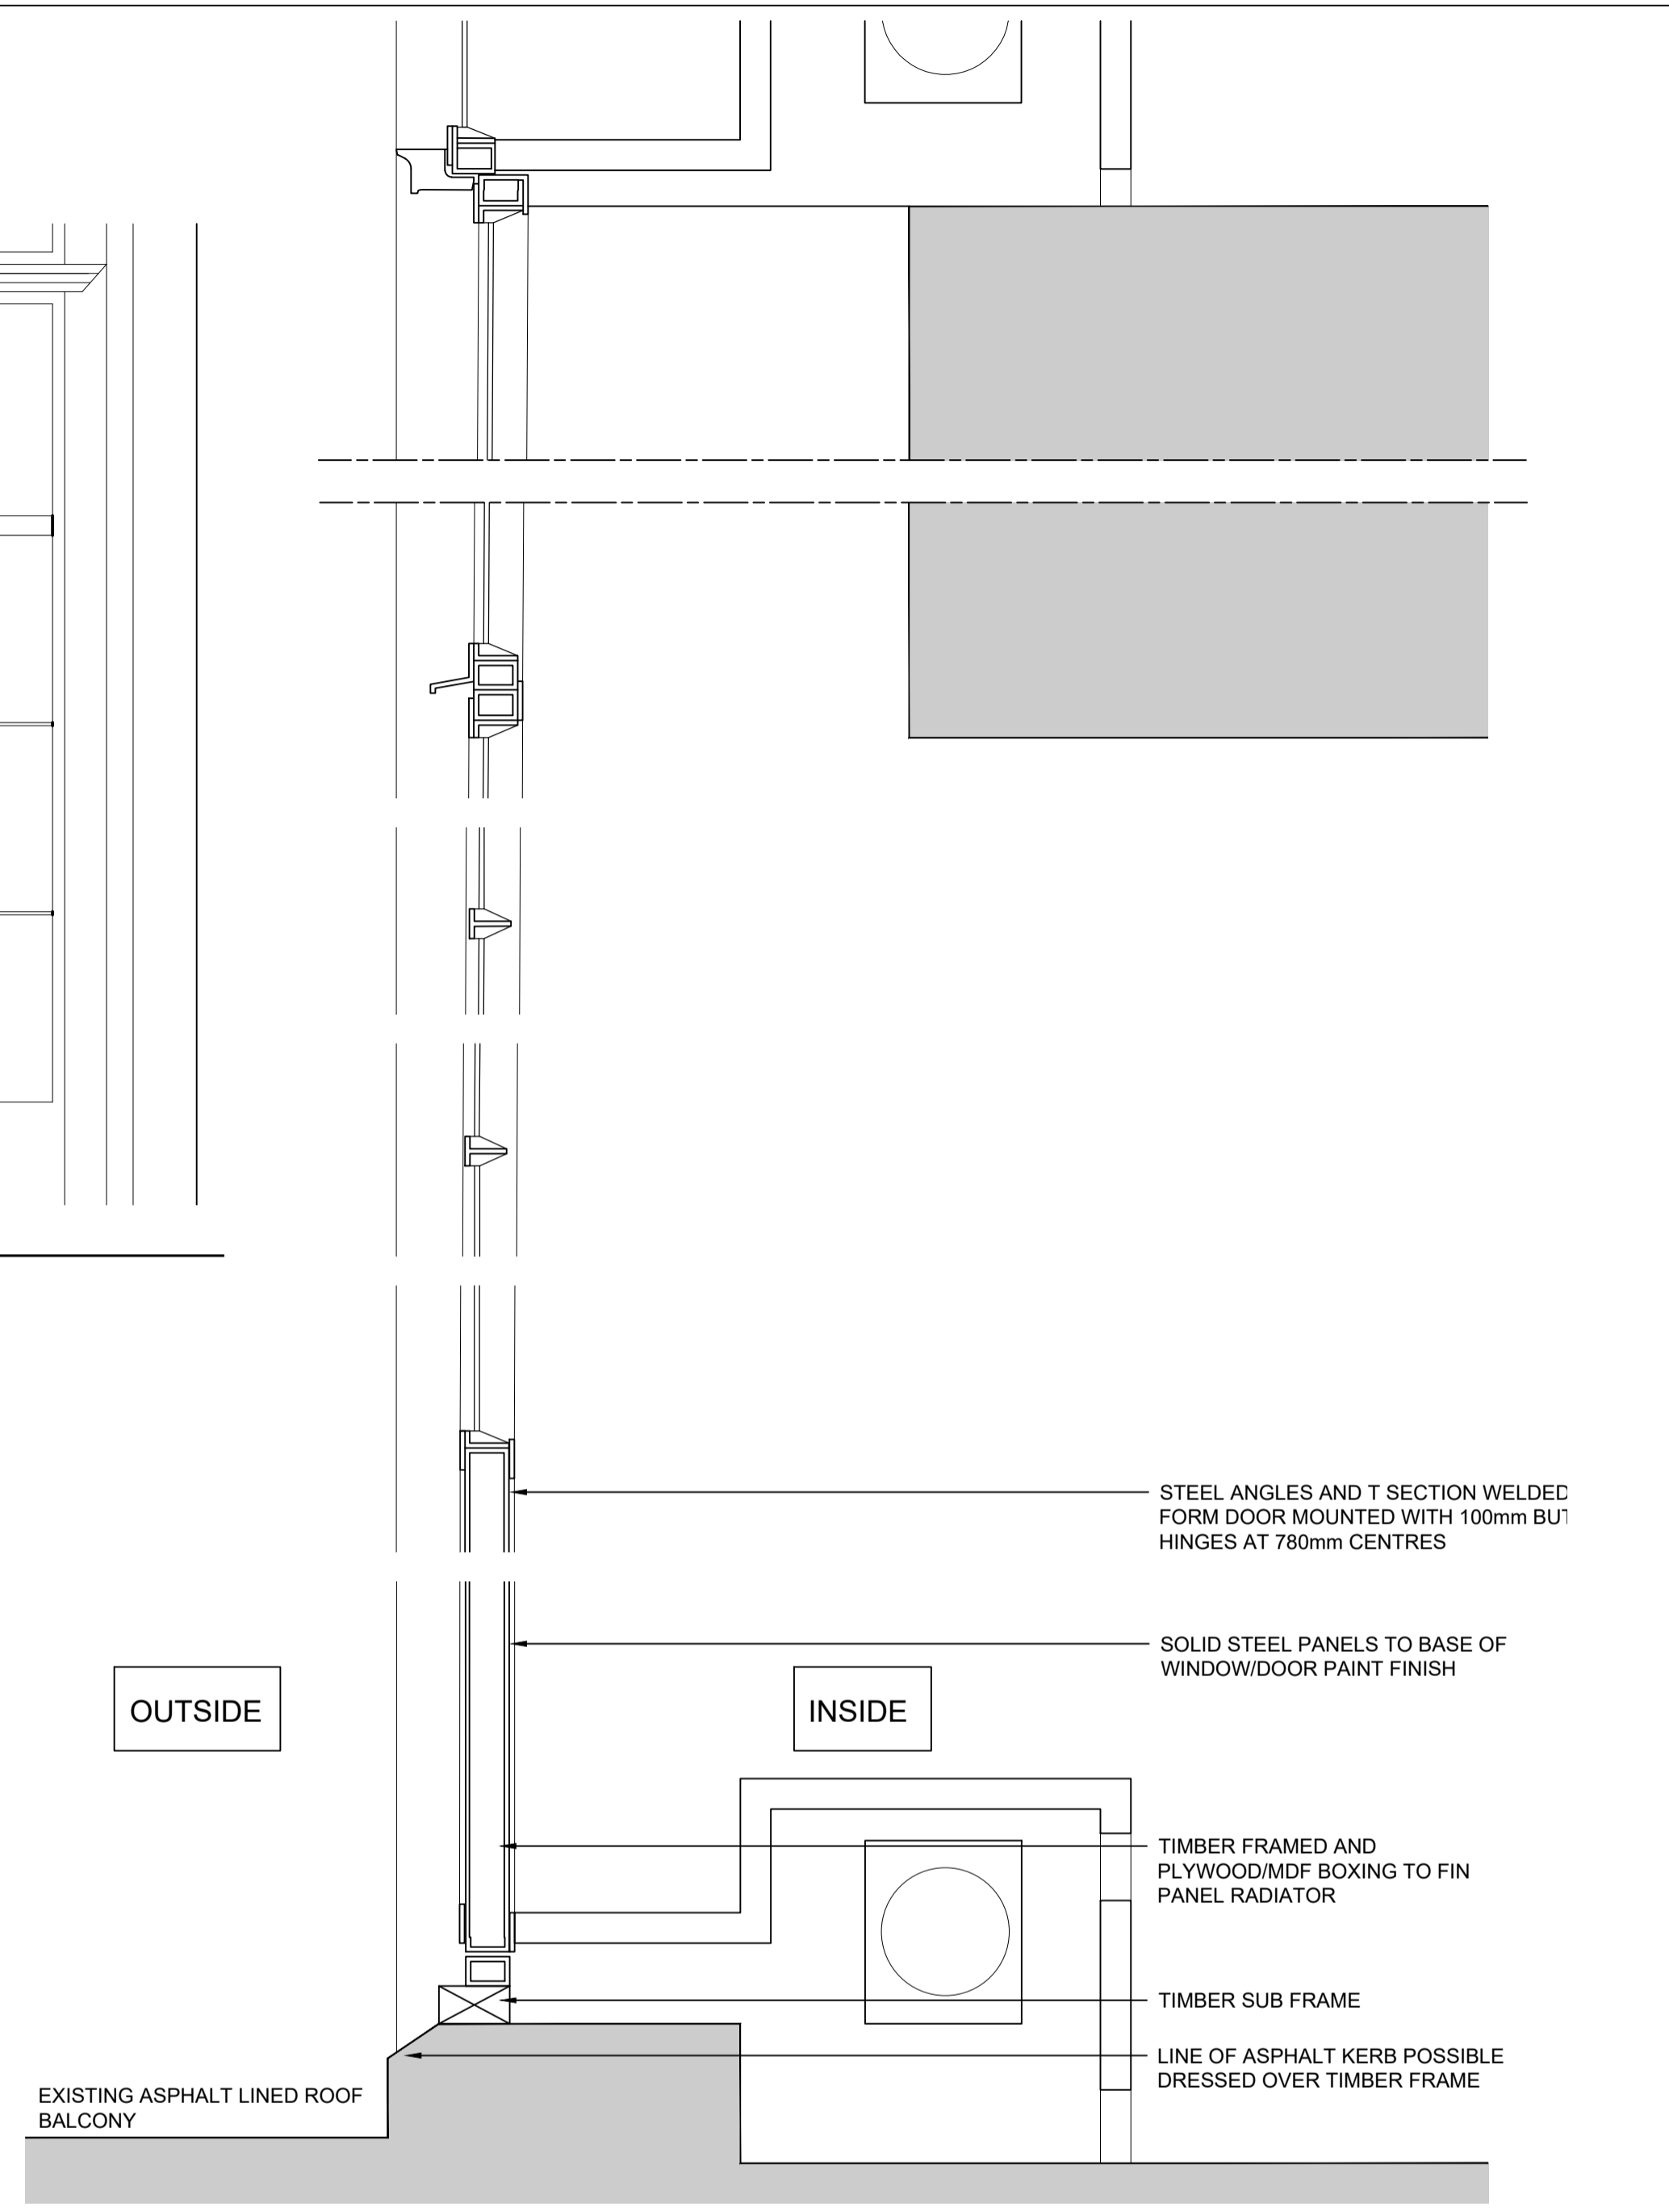 STEEL ANGLES AND T SECTION WELDED
FORM DOOR MOUNTED WITH 100mm BUT
HINGES AT 780mm CENTRES
SOLID STEEL PANELS TO BASE OF
WINDOW/DOOR PAINT FINISH
OUTSIDE
INSIDE
TIMBER FRAMED AND
PLYWOOD/MDF BOXING TO FIN
PANEL RADIATOR
TIMBER SUB FRAME
LINE OF ASPHALT KERB POSSIBLE
DRESSED OVER TIMBER FRAME
EXISTING ASPHALT LINED ROOF
BALCONY